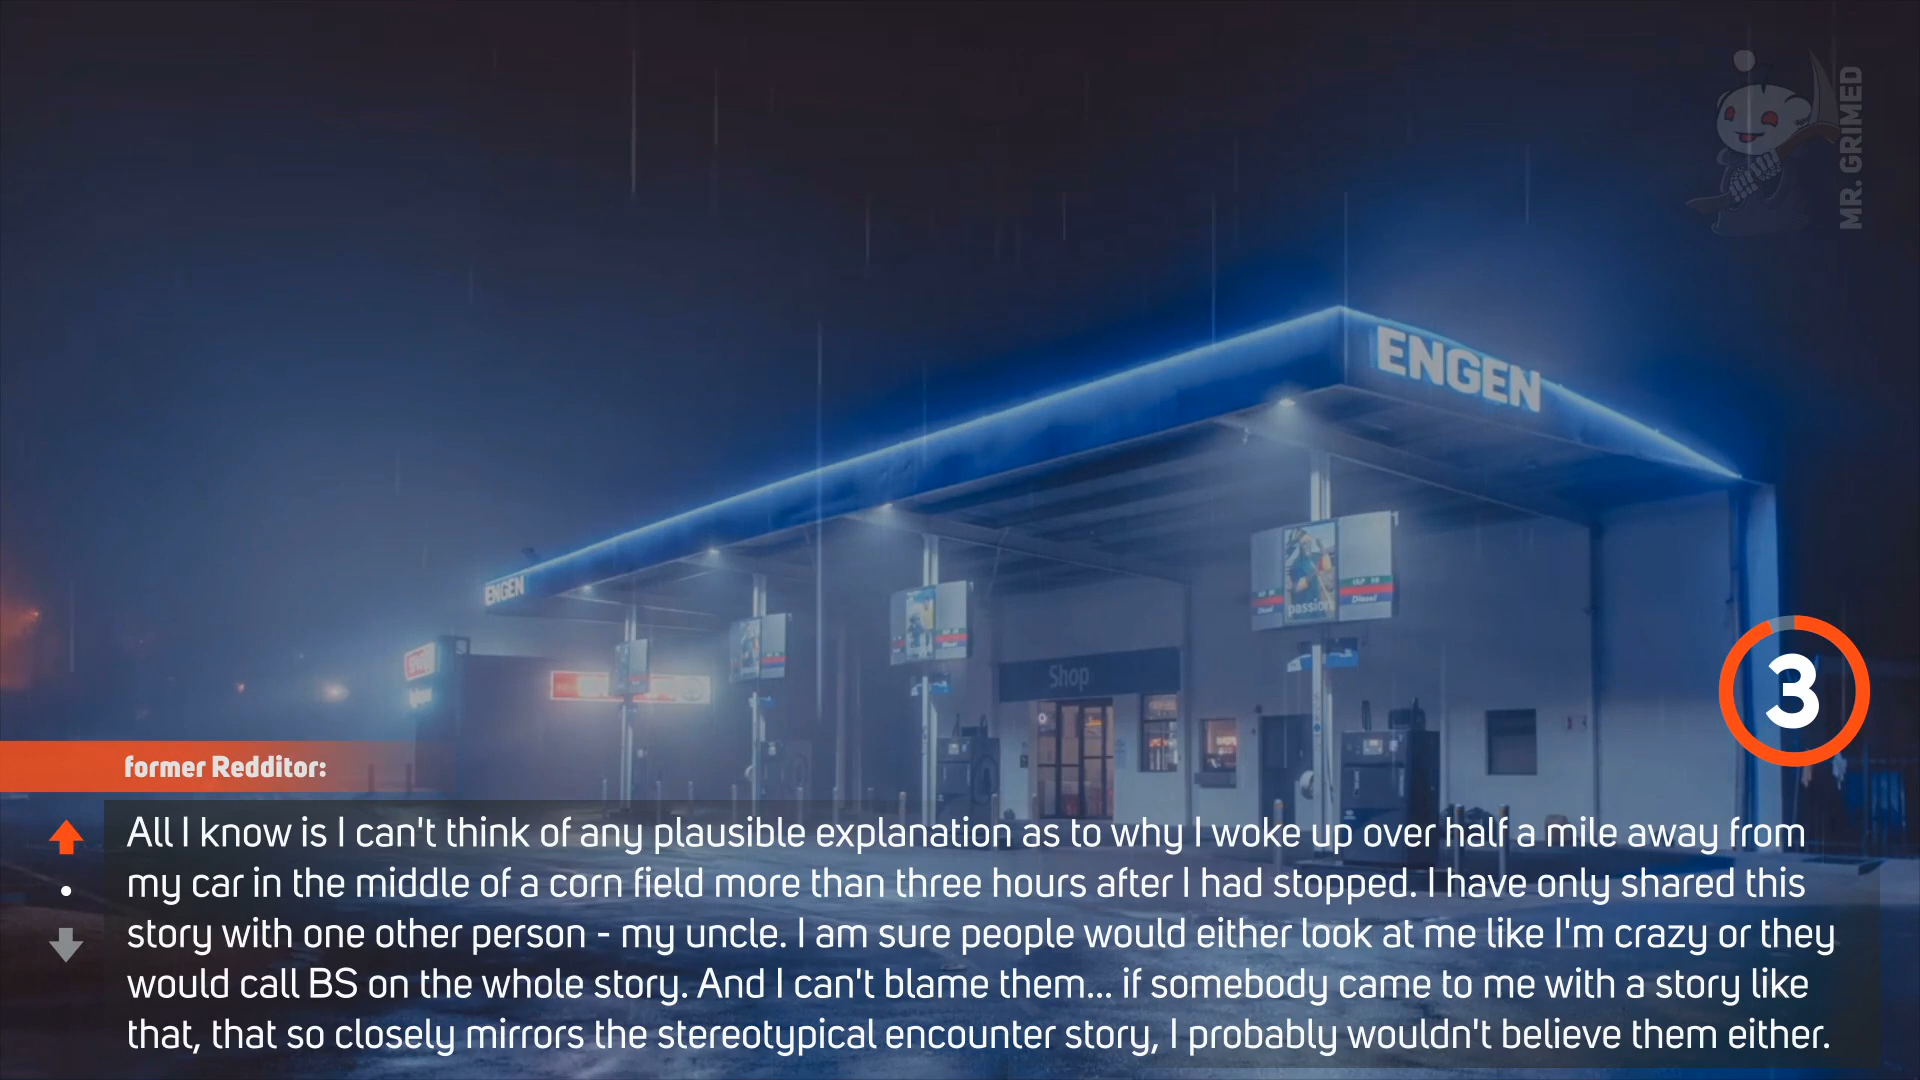 MR. GRIMED
ENGEN
ENGEN
passion
Diesel
Shop
3
former Redditor:
All I know is I can't think of any plausible explanation as to why I woke up over half a mile away from
my car in the middle of a corn field more than three hours after I had stopped. I have only shared this
story with one other person - my uncle. I am sure people would either look at me like I'm crazy or they
would call BS on the whole story. And I can't blame them... if somebody came to me with a story like
that, that so closely mirrors the stereotypical encounter story, I probably wouldn't believe them either.